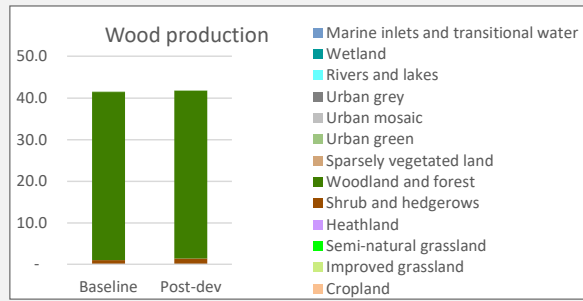 Wood production
50.0
40.0
30.0
20.0
10.0
-
Baseline Post-dev
Marine inlets and transitional water
Wetland
Rivers and lakes
Urban grey
Urban mosaic
Urban green
Sparsely vegetated land
Woodland and forest
Shrub and hedgerows
Heathland
Semi-natural grassland
Improved grassland
Cropland